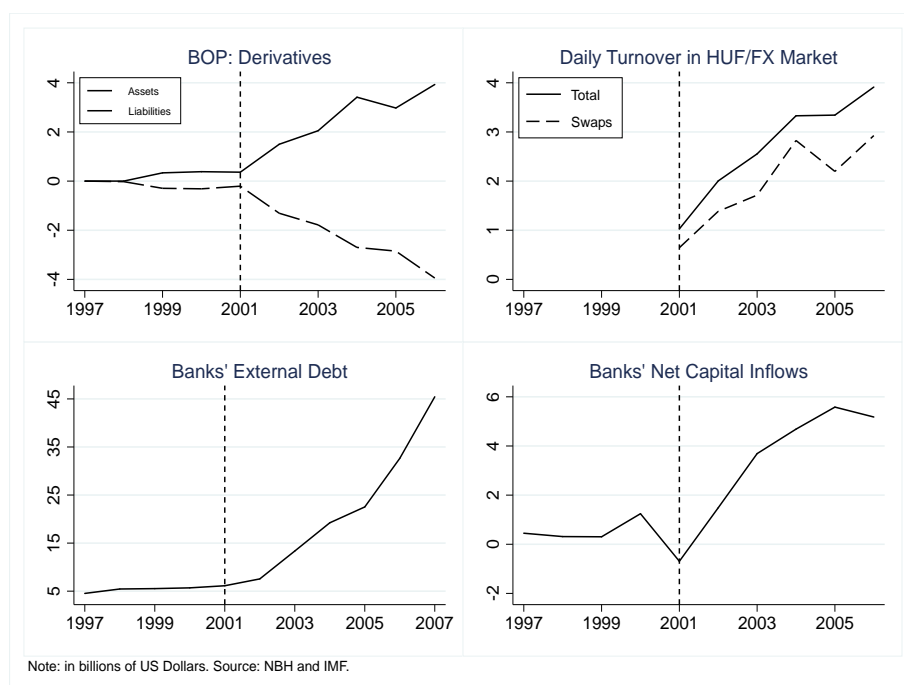 BOP: Derivatives
Assets
Liabilities
4
2
0
-2
-4
1997 1999 2001 2003 2005
Daily Turnover in HUF/FX Market
Total
Swaps
4
3
2
1
0
1997 1999 2001 2003 2005
Banks' External Debt
45
35
25
15
5
1997 1999 2001 2003 2005 2007
Banks' Net Capital Inflows
6
4
2
0
-2
1997 1999 2001 2003 2005
Note: in billions of US Dollars. Source: NBH and IMF.